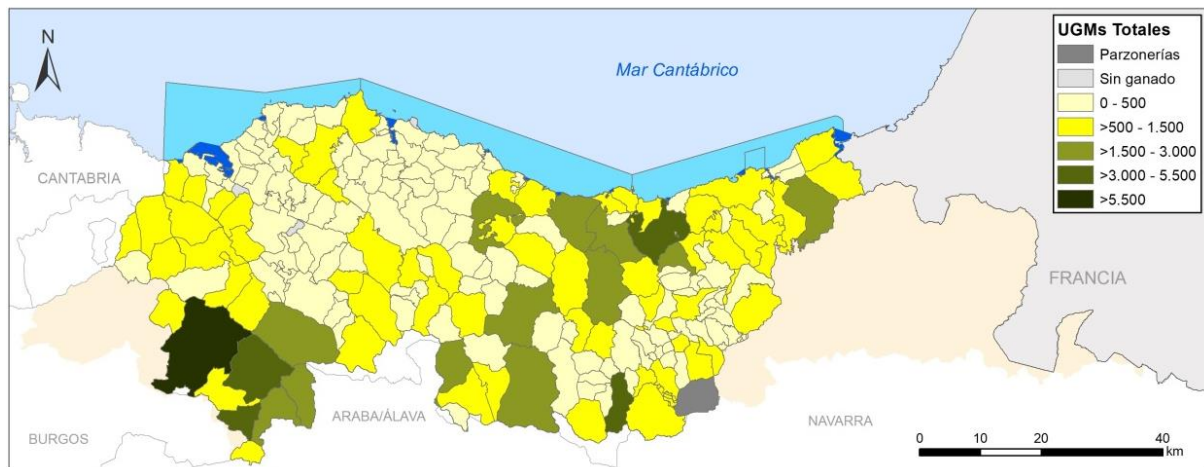 N
Mar Cantábrico
UGMs Totales
Parzonerías
Sin ganado
0 - 500
>500 - 1.500
>1.500 - 3.000
>3.000 - 5.500
>5.500
CANTABRIA
FRANCIA
BURGOS
ARABA/ÁLAVA
NAVARRA
0 10 20 40
km